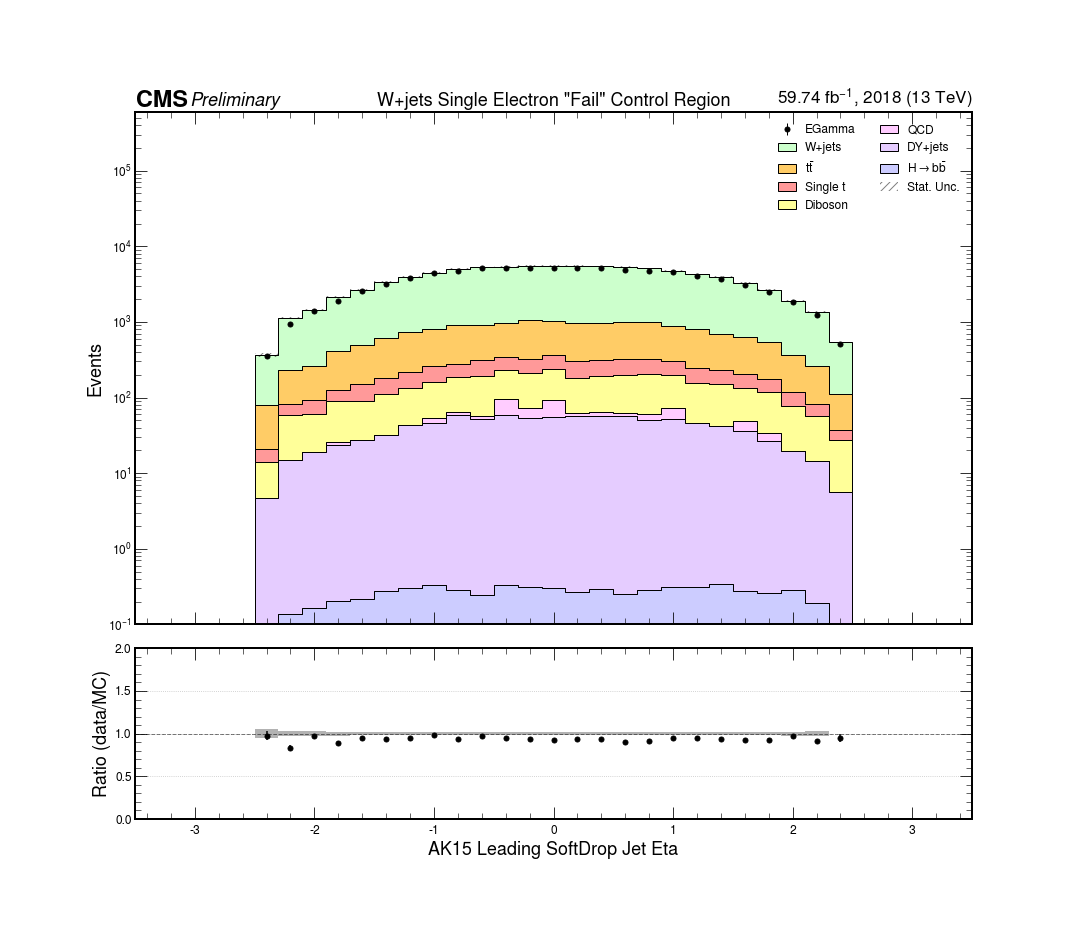 CMS Preliminary W+jets Single Electron "Fail" Control Region 59.74 fb⁻¹, 2018 (13 TeV)
EGamma
W+jets
tt̄
Single t
Diboson
QCD
DY+jets
H→bb̄
Stat. Unc.
Events
10⁵
10⁴
10³
10²
10¹
10⁰
10⁻¹
Ratio (data/MC)
2.0
1.5
1.0
0.5
0.0
-3 -2 -1 0 1 2 3
AK15 Leading SoftDrop Jet Eta